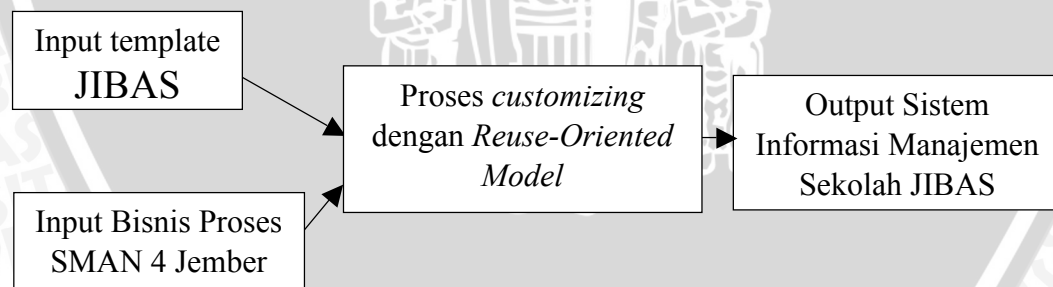 Input template
JIBAS
Input Bisnis Proses
SMAN 4 Jember
Proses customizing
dengan Reuse-Oriented
Model
Output Sistem
Informasi Manajemen
Sekolah JIBAS